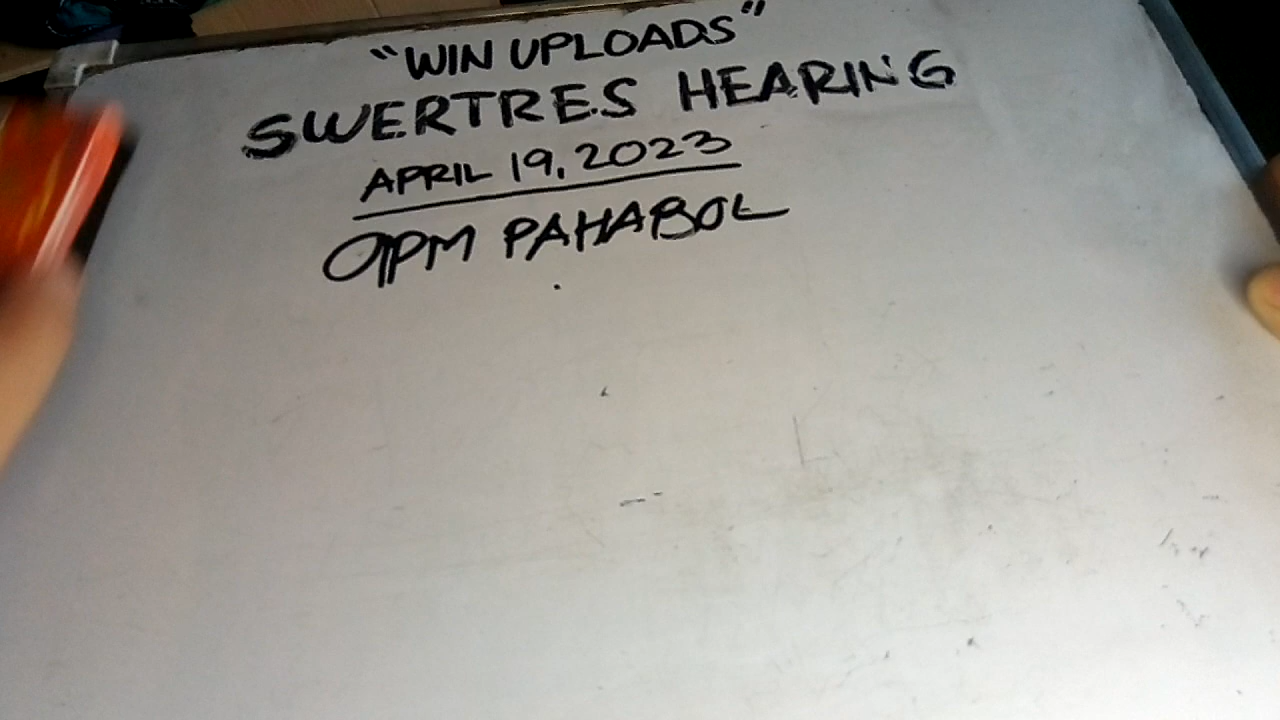 "WIN UPLOADS"
SWERTRES HEARING
APRIL 19, 2023
9PM PAHABOL